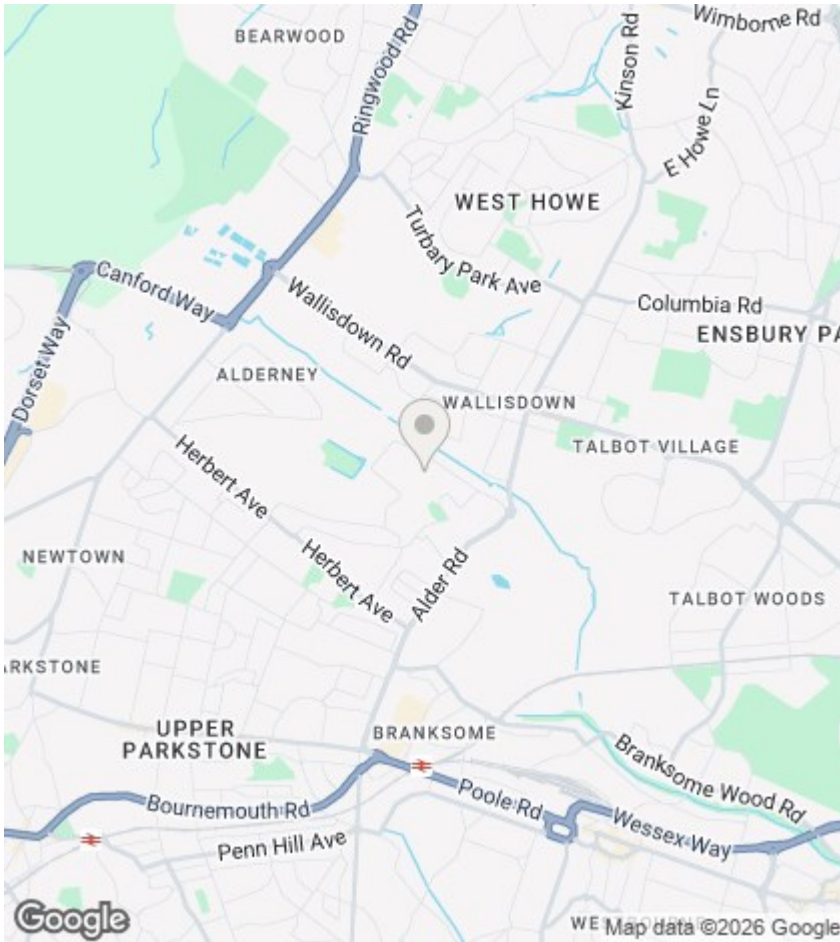 Wimborne Rd
BEARWOOD
Ringwood Rd
Kinson Rd
E Howe Ln
WEST HOWE
Turbary Park Ave
Canford Way
Wallisdown Rd
Columbia Rd
ENSBURY PA
Dorset Way
ALDERNEY
WALLISDOWN
TALBOT VILLAGE
Herbert Ave
NEWTOWN
Herbert Ave
Alder Rd
TALBOT WOODS
ARKSTONE
UPPER
PARKSTONE
BRANKSOME
Branksome Wood Rd
Bournemouth Rd
Poole Rd
Wessex Way
Penn Hill Ave
Google
WE
Map data ©2026 Google